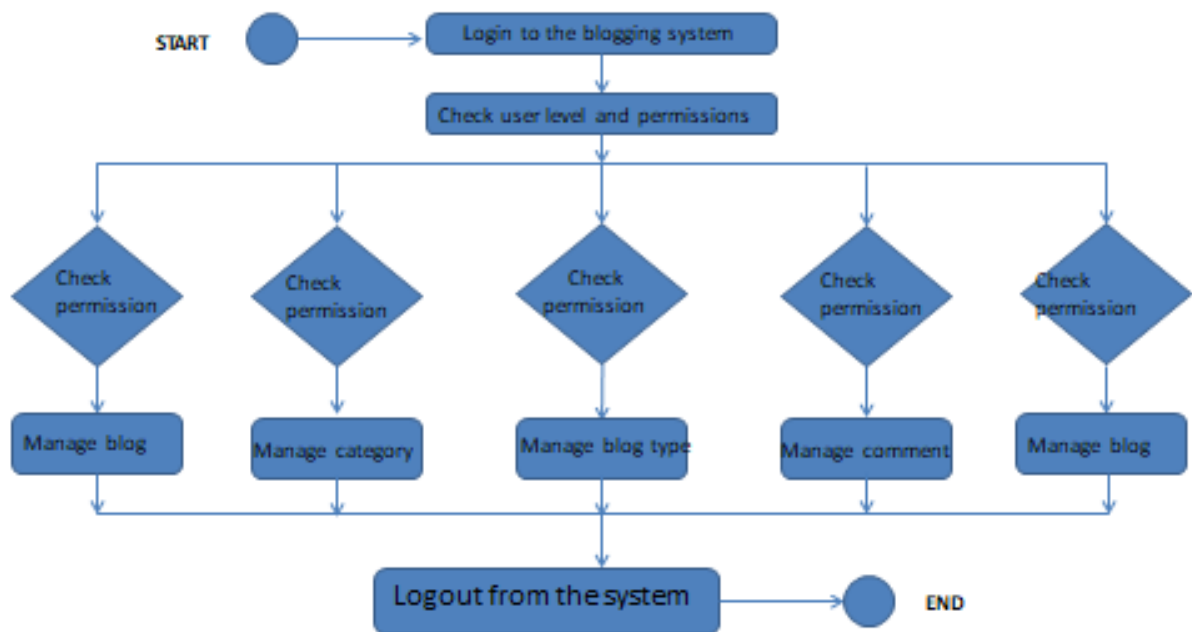 START
Login to the blogging system
Check user level and permissions
Check
permission
Check
permission
Check
permission
Check
permission
Check
permission
Manage blog
Manage category
Manage blog type
Manage comment
Manage blog
Logout from the system
END